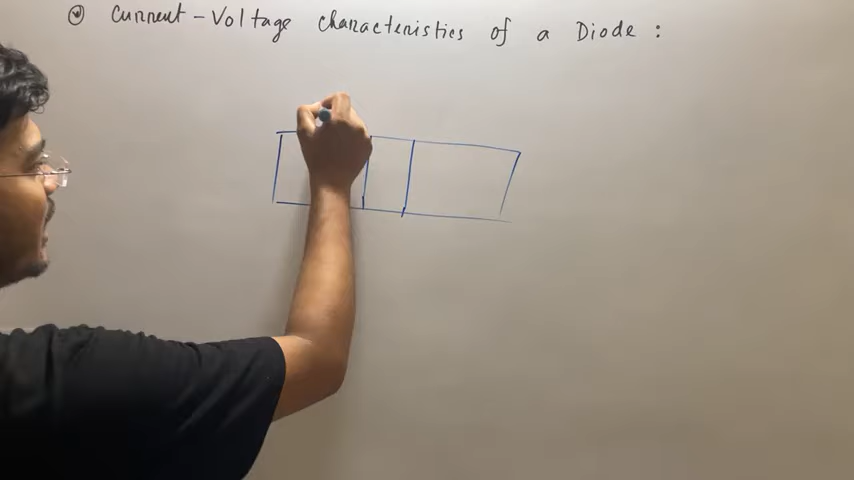 Current-Voltage characteristics of a Diode :